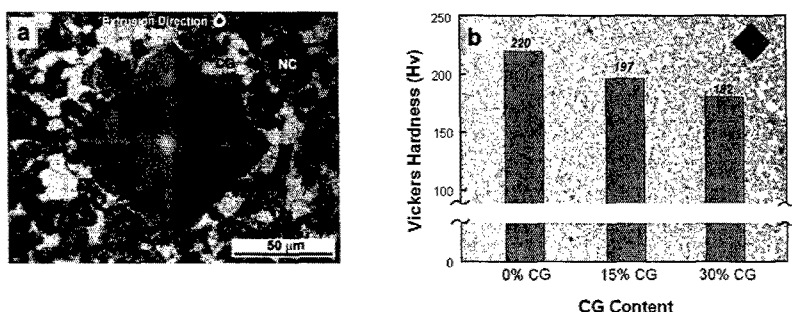 a
Extrusion Direction
CG
NC
50 µm
b
Vickers Hardness (Hv)
250
200
150
100
0
220
197
182
0% CG
15% CG
30% CG
CG Content